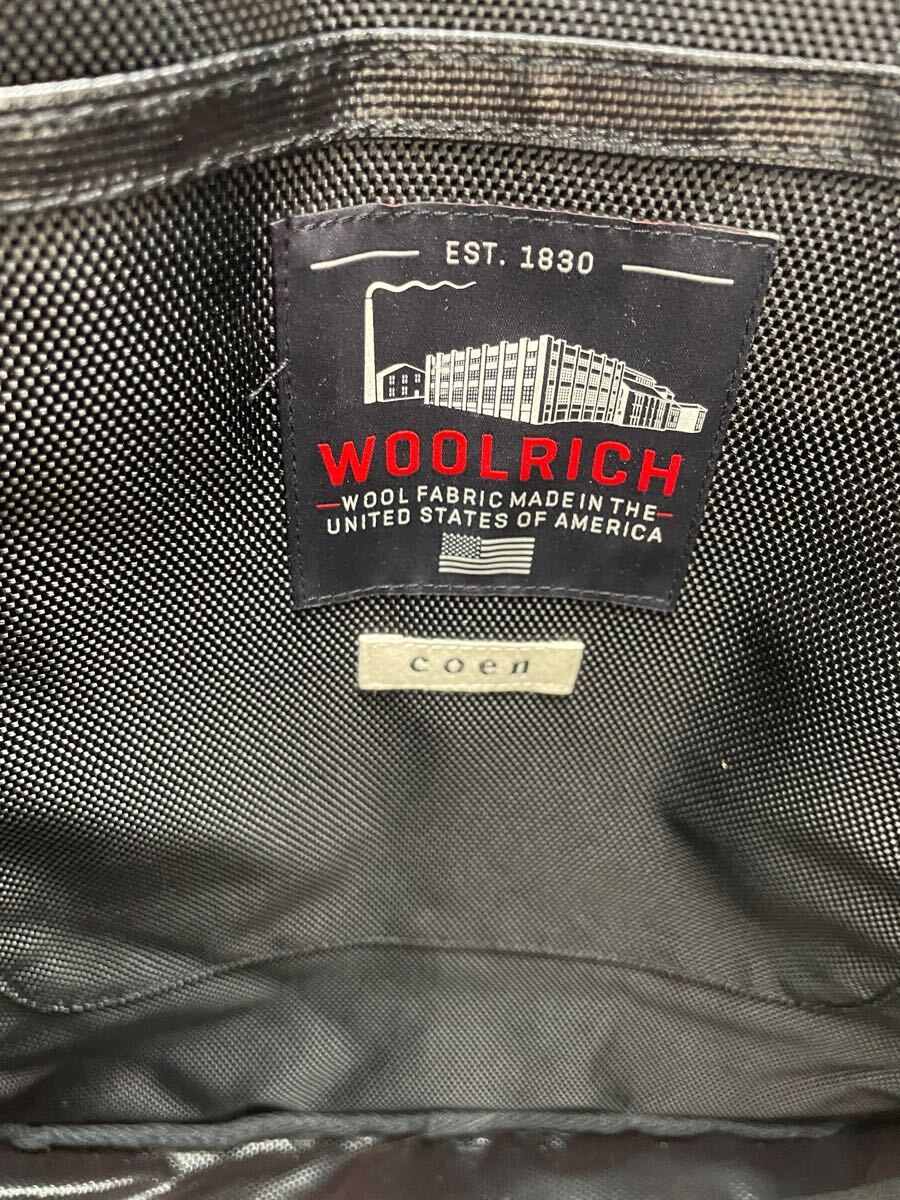 EST. 1830
WOOLRICH
WOOL FABRIC MADE IN THE
UNITED STATES OF AMERICA
coen